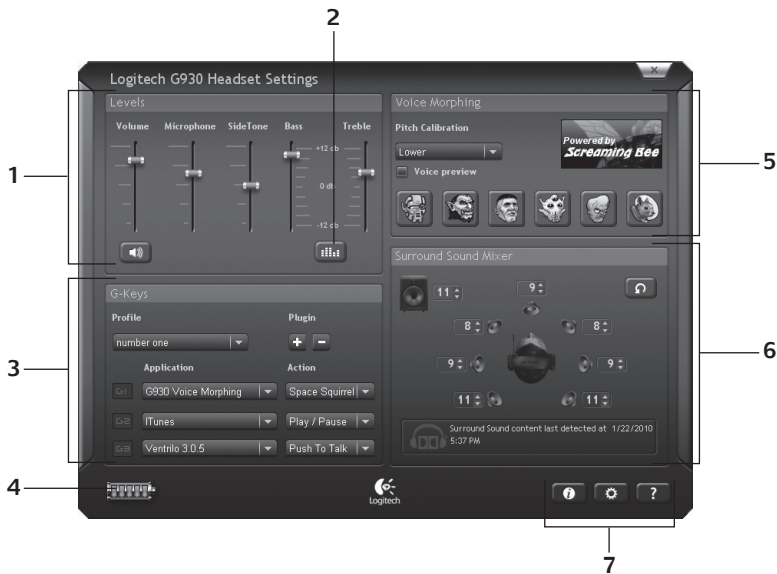 2
Logitech G930 Headset Settings
Levels
Volume Microphone SideTone Bass Treble
+12 db
0 db
-12 db
1
Voice Morphing
Pitch Calibration
Lower
Voice preview
Powered by
Screaming Bee
5
G-Keys
Profile Plugin
number one + -
Application Action
G1 G930 Voice Morphing Space Squirrel
G2 ITunes Play / Pause
G3 Ventrilo 3.0.5 Push To Talk
3
Surround Sound Mixer
11 9
8 8
9 9
11 11
Surround Sound content last detected at 1/22/2010
5:37 PM
6
4
Logitech
i ?
7